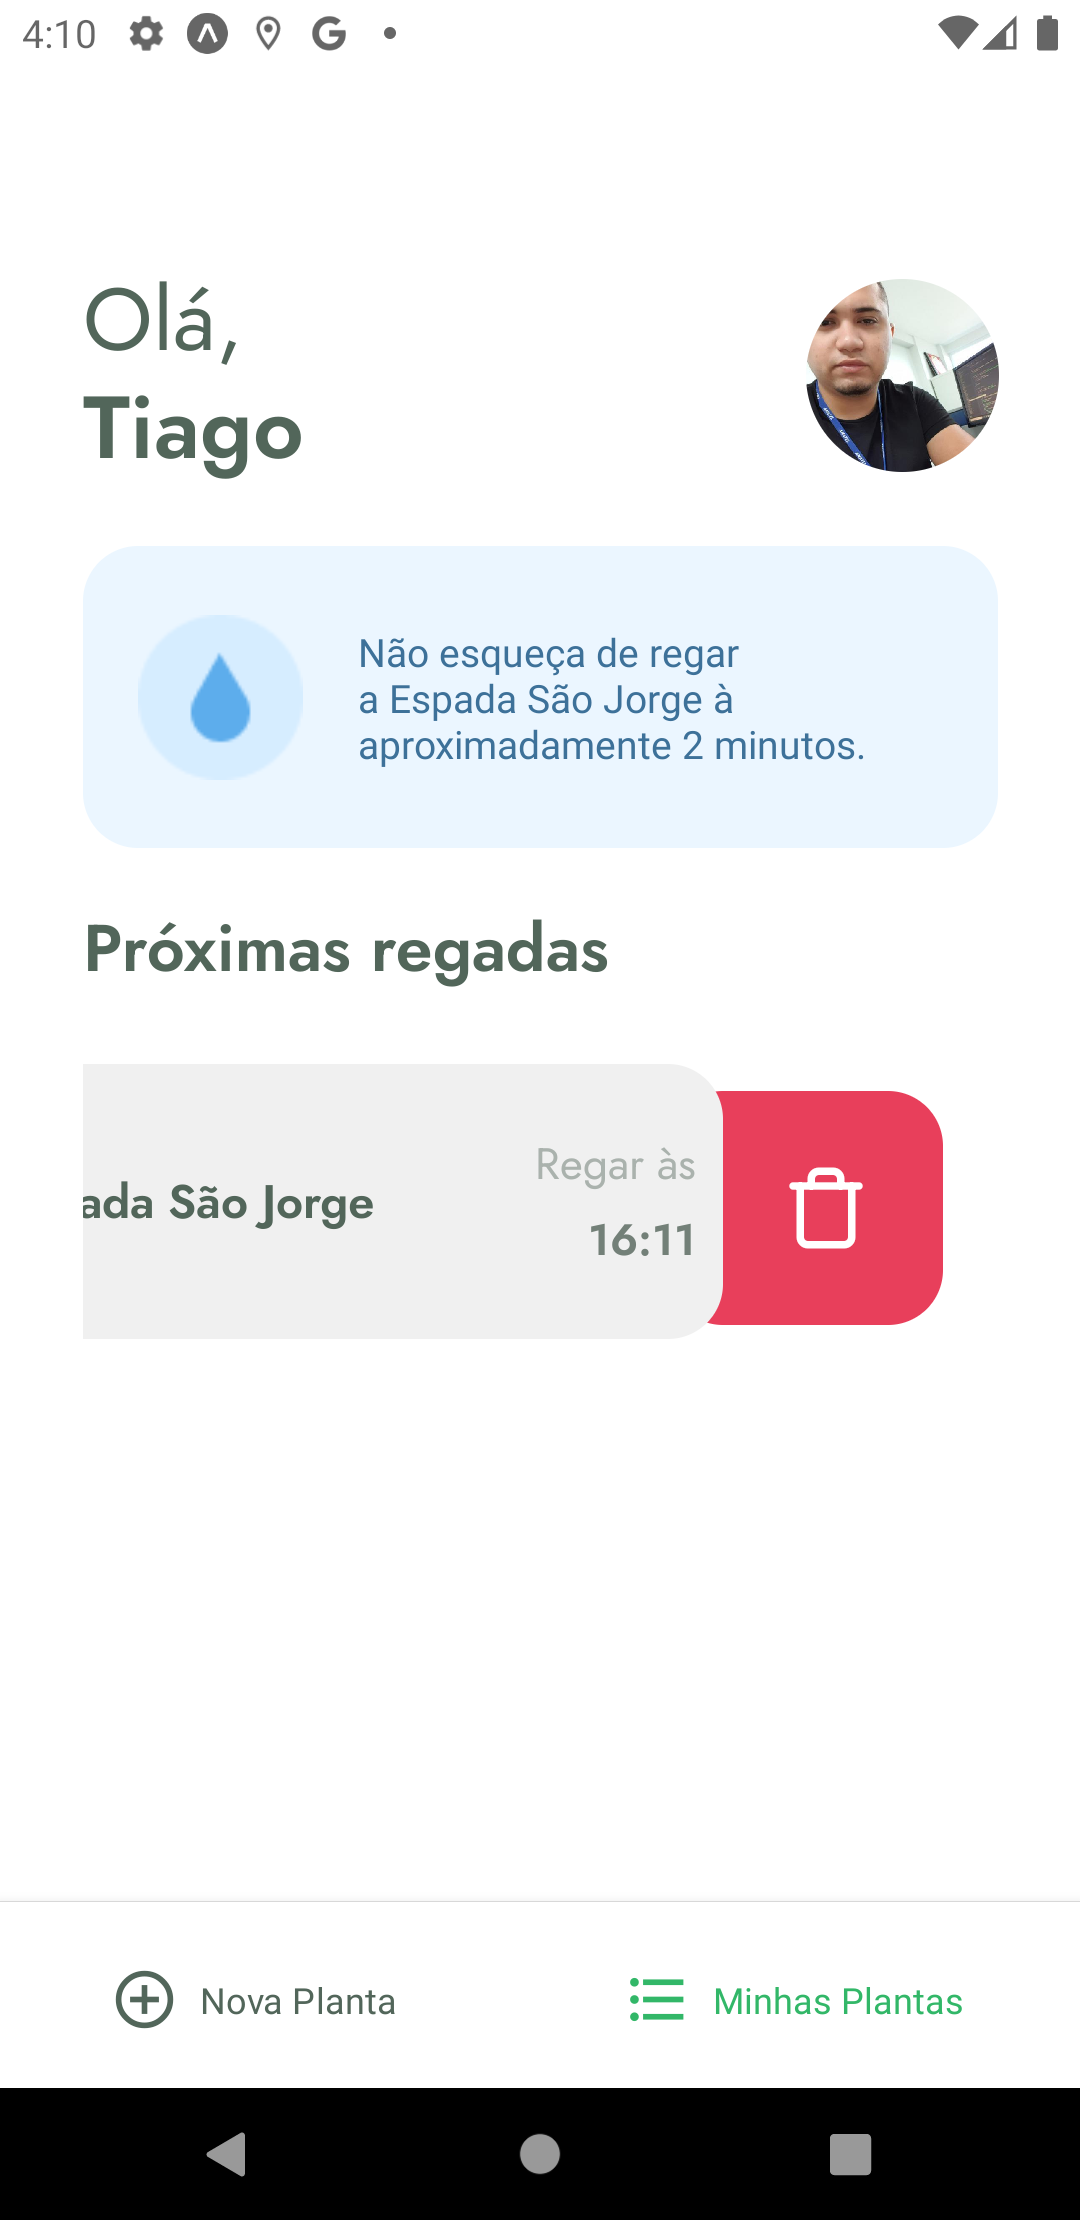 4:10
Olá,
Tiago
Não esqueça de regar
a Espada São Jorge à
aproximadamente 2 minutos.
Próximas regadas
ada São Jorge
Regar às
16:11
Nova Planta
Minhas Plantas